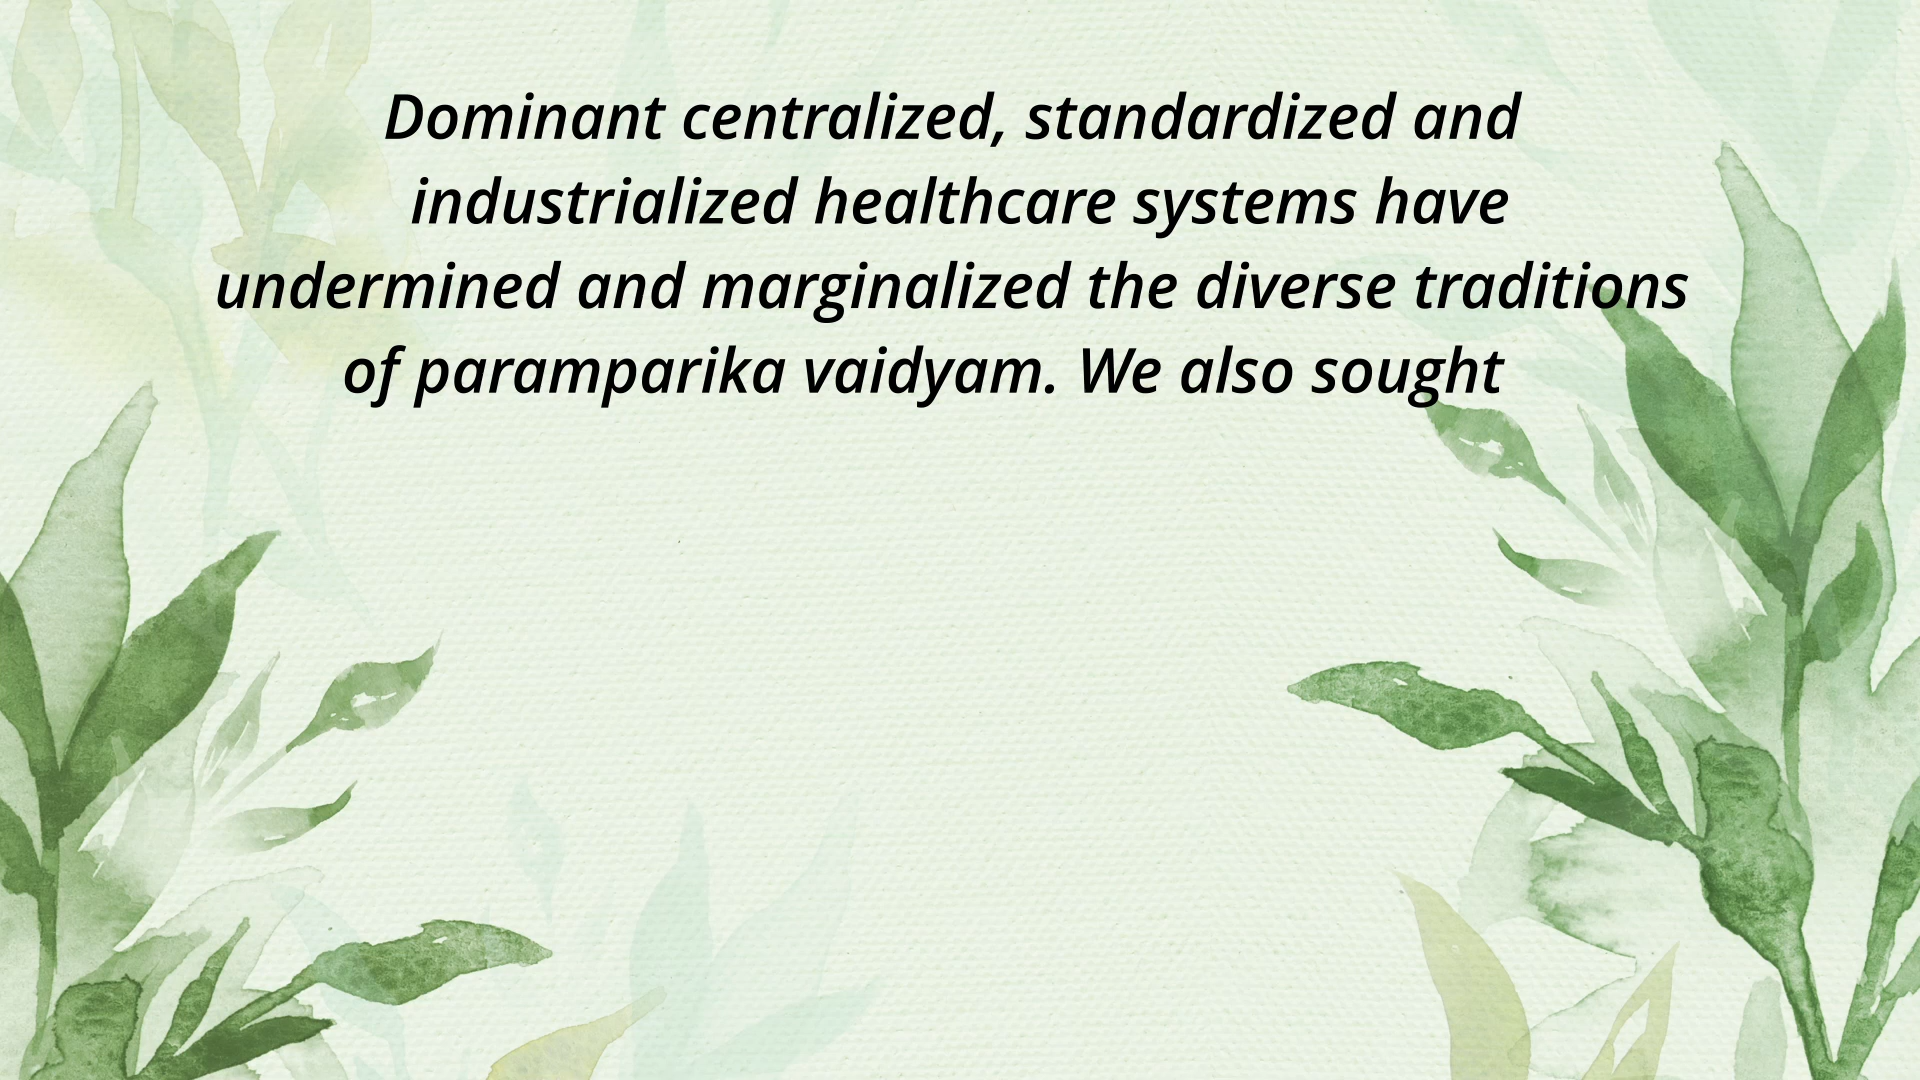 Dominant centralized, standardized and
industrialized healthcare systems have
undermined and marginalized the diverse traditions
of paramparika vaidyam. We also sought